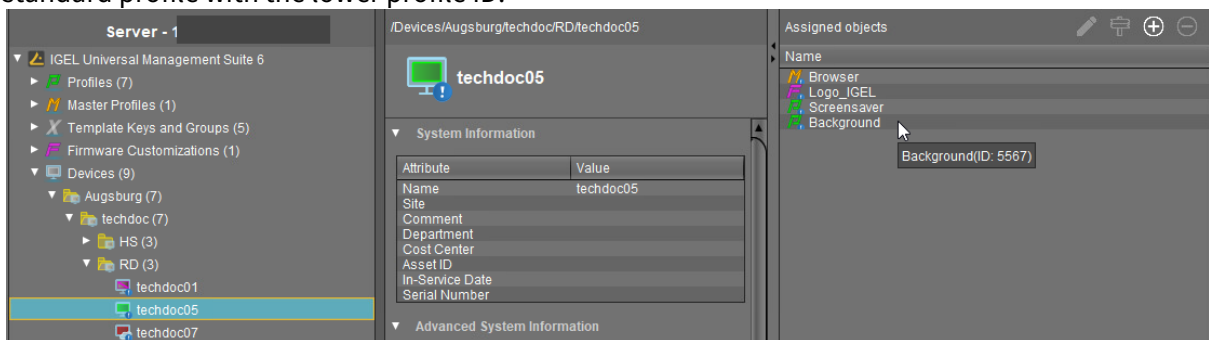 standard profile with the lower profile ID.
Server - 1
IGEL Universal Management Suite 6
Profiles (7)
Master Profiles (1)
Template Keys and Groups (5)
Firmware Customizations (1)
Devices (9)
Augsburg (7)
techdoc (7)
HS (3)
RD (3)
techdoc01
techdoc05
techdoc07
/Devices/Augsburg/techdoc/RD/techdoc05
techdoc05
System Information
Attribute Value
Name techdoc05
Site
Comment
Department
Cost Center
Asset ID
In-Service Date
Serial Number
Advanced System Information
Assigned objects
Name
Browser
Logo_IGEL
Screensaver
Background
Background(ID: 5567)